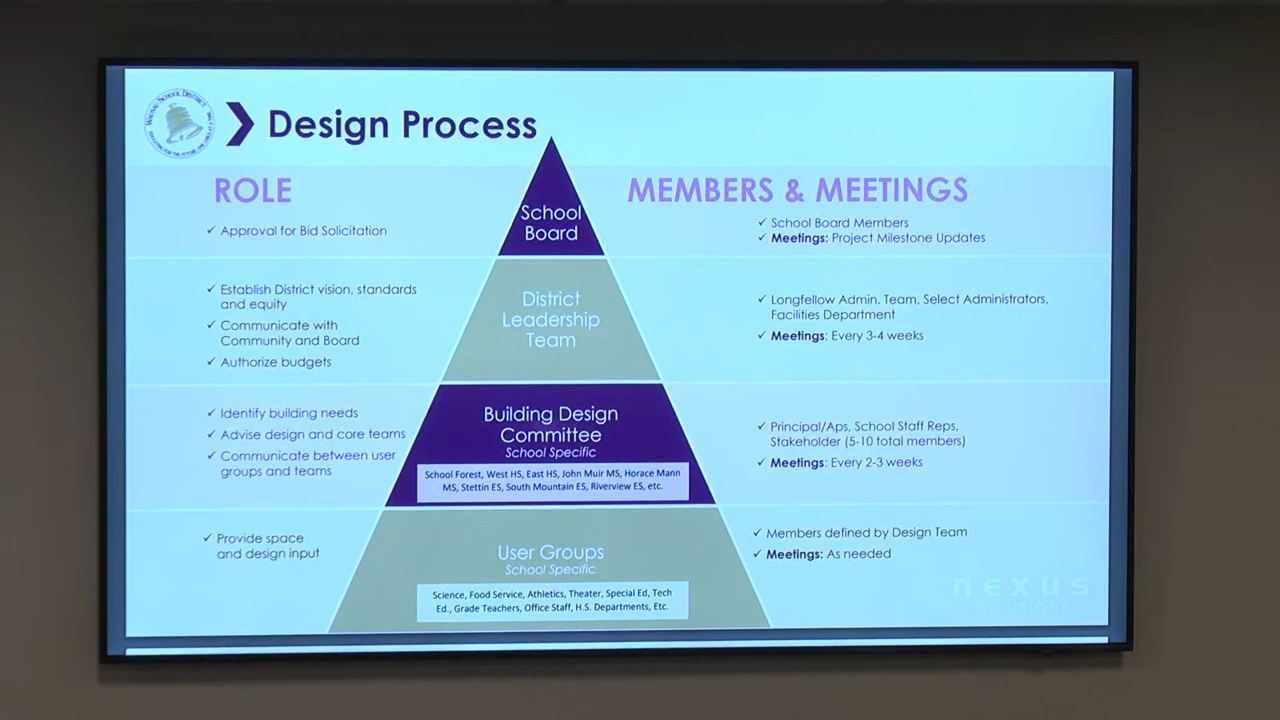 WAUSAU SCHOOL DISTRICT
Design Process
ROLE
MEMBERS & MEETINGS
School
Board
✓ Approval for Bid Solicitation
✓ School Board Members
✓ Meetings: Project Milestone Updates
District
Leadership
Team
✓ Establish District vision, standards
and equity
✓ Communicate with
Community and Board
✓ Authorize budgets
✓ Longfellow Admin. Team, Select Administrators,
Facilities Department
✓ Meetings: Every 3-4 weeks
Building Design
Committee
School Specific
School Forest, West HS, East HS, John Muir MS, Horace Mann
MS, Stettin ES, South Mountain ES, Riverview ES, etc.
✓ Identify building needs
✓ Advise design and core teams
✓ Communicate between user
groups and teams
✓ Principal/Aps, School Staff Reps,
Stakeholder (5-10 total members)
✓ Meetings: Every 2-3 weeks
User Groups
School Specific
Science, Food Service, Athletics, Theater, Special Ed, Tech
Ed., Grade Teachers, Office Staff, H.S. Departments, Etc.
✓ Provide space
and design input
✓ Members defined by Design Team
✓ Meetings: As needed
nexus
solutions